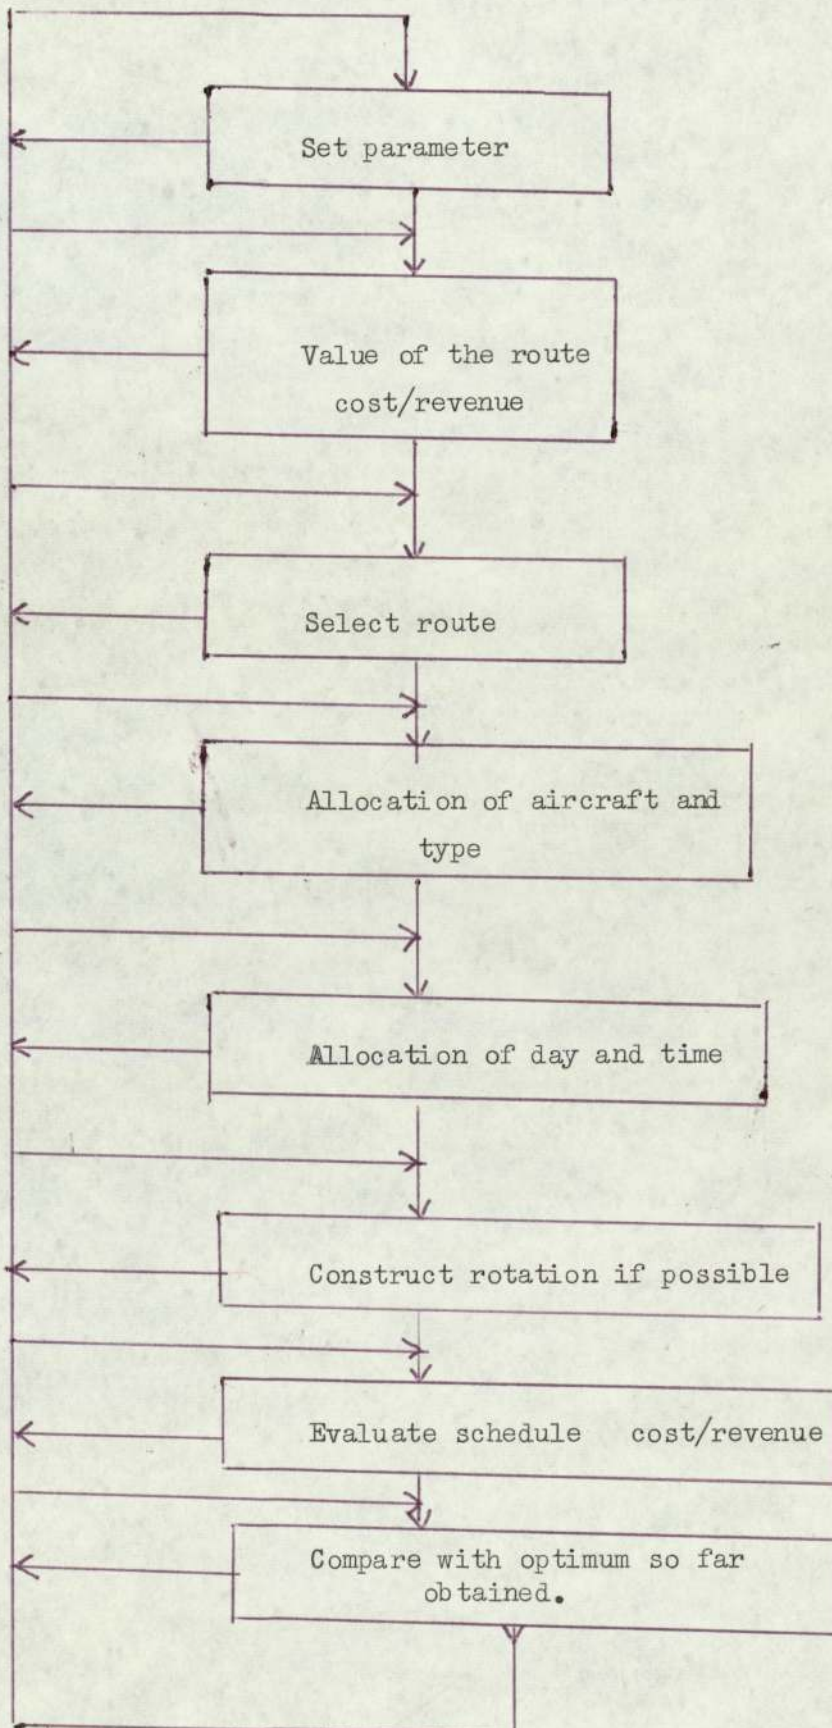 Set parameter
Value of the route
cost/revenue
Select route
Allocation of aircraft and
type
Allocation of day and time
Construct rotation if possible
Evaluate schedule cost/revenue
Compare with optimum so far
obtained.